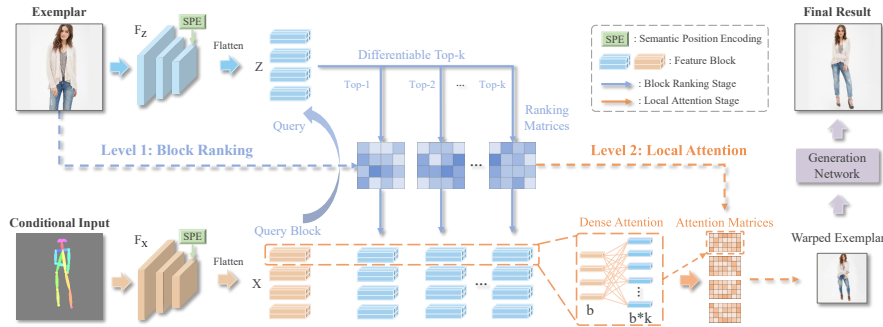 Exemplar
F_Z
SPE
Flatten
Z
Differentiable Top-k
Top-1
Top-2
...
Top-k
SPE : Semantic Position Encoding
: Feature Block
: Block Ranking Stage
: Local Attention Stage
Final Result
Query
Ranking
Matrices
Level 1: Block Ranking
...
Level 2: Local Attention
Generation
Network
Conditional Input
F_X
SPE
Flatten
X
Query Block
...
Dense Attention
b
b*k
Attention Matrices
Warped Exemplar